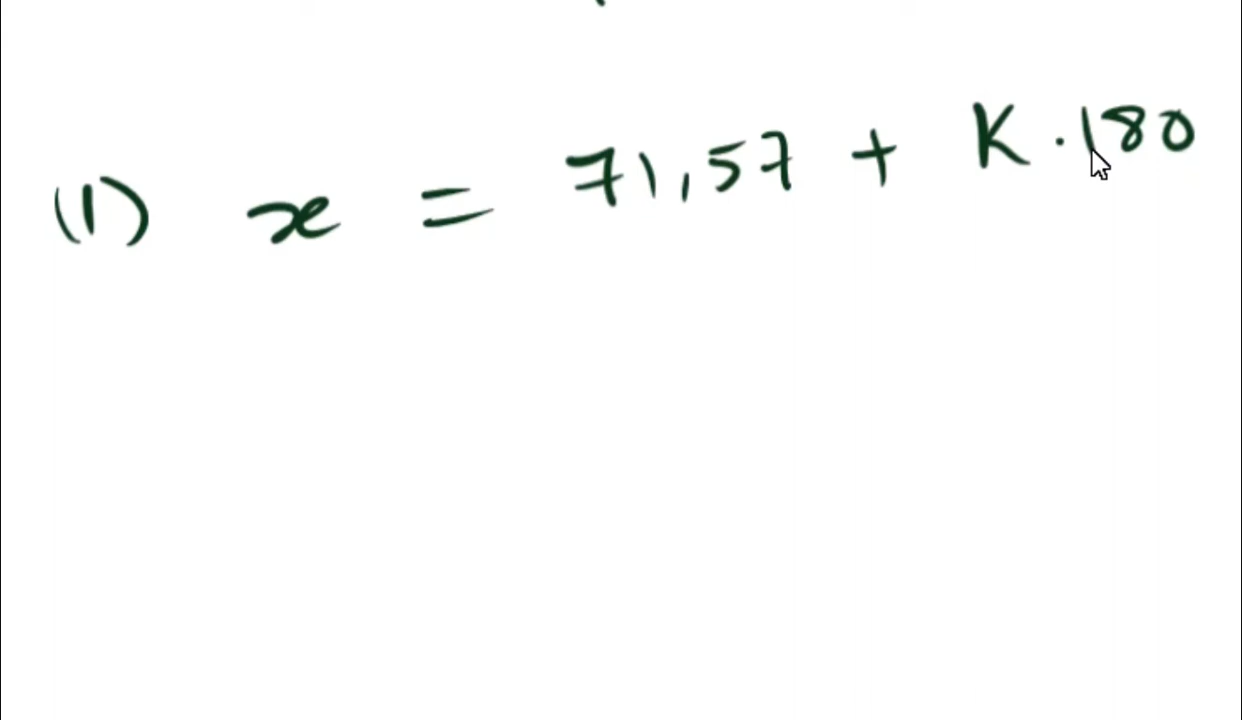 (1) x = 71,57 + K . 180